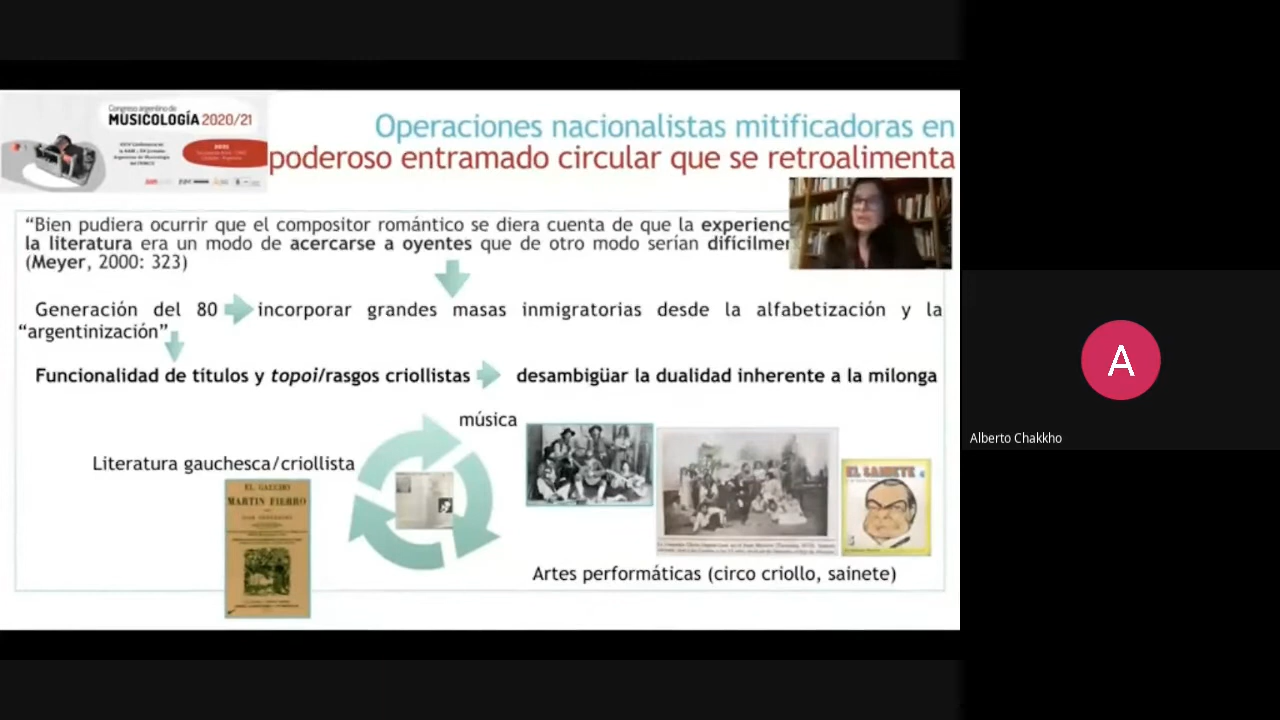 Congreso argentino de
MUSICOLOGÍA 2020/21
Operaciones nacionalistas mitificadoras en
poderoso entramado circular que se retroalimenta
“Bien pudiera ocurrir que el compositor romántico se diera cuenta de que la experienc
la literatura era un modo de acercarse a oyentes que de otro modo serían difícilmen
(Meyer, 2000: 323)
Generación del 80 incorporar grandes masas inmigratorias desde la alfabetización y la
“argentinización”
Funcionalidad de títulos y topoi/rasgos criollistas desambigüar la dualidad inherente a la milonga
música
Literatura gauchesca/criollista
EL GAUCHO
MARTIN FIERRO
EL SAINETE
Artes performáticas (circo criollo, sainete)
A
Alberto Chakkho